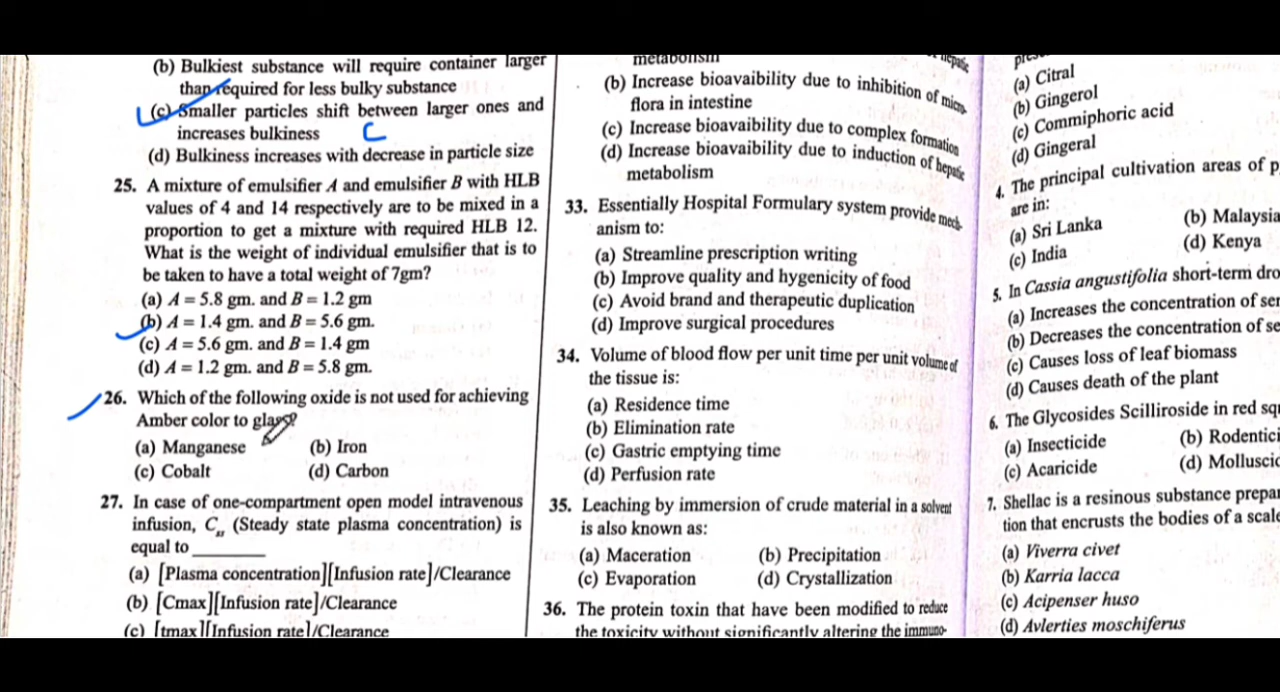 (b) Bulkiest substance will require container larger
than required for less bulky substance
(c) Smaller particles shift between larger ones and
increases bulkiness
C
(d) Bulkiness increases with decrease in particle size
25. A mixture of emulsifier A and emulsifier B with HLB
values of 4 and 14 respectively are to be mixed in a
proportion to get a mixture with required HLB 12.
What is the weight of individual emulsifier that is to
be taken to have a total weight of 7gm?
(a) A = 5.8 gm. and B = 1.2 gm
(b) A = 1.4 gm. and B = 5.6 gm.
(c) A = 5.6 gm. and B = 1.4 gm
(d) A = 1.2 gm. and B = 5.8 gm.
26. Which of the following oxide is not used for achieving
Amber color to glass?
(a) Manganese (b) Iron
(c) Cobalt (d) Carbon
27. In case of one-compartment open model intravenous
infusion, Css (Steady state plasma concentration) is
equal to ________
(a) [Plasma concentration][Infusion rate]/Clearance
(b) [Cmax][Infusion rate]/Clearance
(c) [tmax][Infusion rate]/Clearance
metabolism
(b) Increase bioavaibility due to inhibition of
flora in intestine
(c) Increase bioavaibility due to complex formation
(d) Increase bioavaibility due to induction of hepatic
metabolism
33. Essentially Hospital Formulary system provide mech-
anism to:
(a) Streamline prescription writing
(b) Improve quality and hygenicity of food
(c) Avoid brand and therapeutic duplication
(d) Improve surgical procedures
34. Volume of blood flow per unit time per unit volume of
the tissue is:
(a) Residence time
(b) Elimination rate
(c) Gastric emptying time
(d) Perfusion rate
35. Leaching by immersion of crude material in a solvent
is also known as:
(a) Maceration (b) Precipitation
(c) Evaporation (d) Crystallization
36. The protein toxin that have been modified to reduce
the toxicity without significantly altering the immuno-
(a) Citral
(b) Gingerol
(c) Commiphoric acid
(d) Gingeral
4. The principal cultivation areas of p
are in:
(a) Sri Lanka (b) Malaysia
(c) India (d) Kenya
5. In Cassia angustifolia short-term dro
(a) Increases the concentration of ser
(b) Decreases the concentration of se
(c) Causes loss of leaf biomass
(d) Causes death of the plant
6. The Glycosides Scilliroside in red squ
(a) Insecticide (b) Rodentici
(c) Acaricide (d) Molluscic
7. Shellac is a resinous substance prepar
tion that encrusts the bodies of a scale
(a) Viverra civet
(b) Karria lacca
(c) Acipenser huso
(d) Avlerties moschiferus